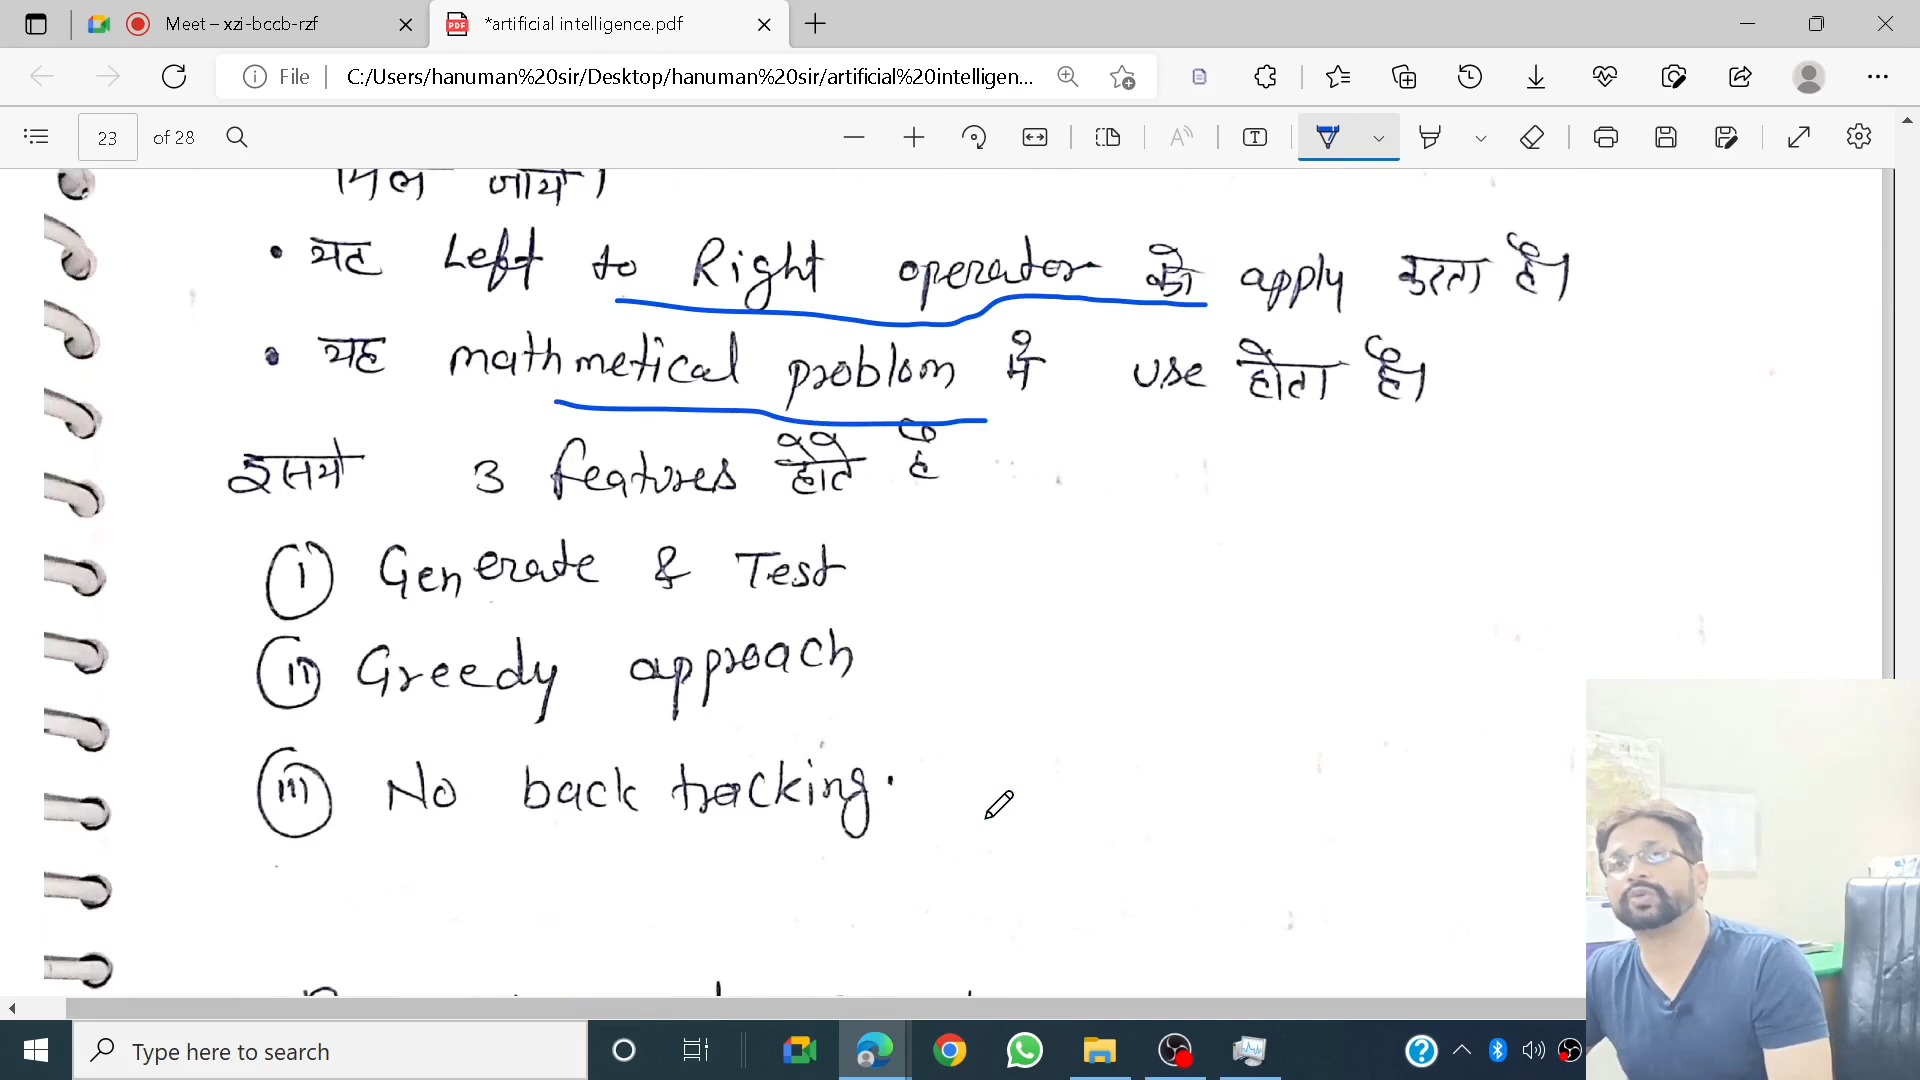 Meet – xzi-bccb-rzf
*artificial intelligence.pdf
File
C:/Users/hanuman%20sir/Desktop/hanuman%20sir/artificial%20intelligen...
23 of 28
मिल जाये।
• यह Left to Right operator को apply करता है।
• यह mathmetical problom में use होता है।
इसमे 3 features होते है
(i) Generate & Test
(ii) Greedy approach
(iii) No back tracking.
Type here to search